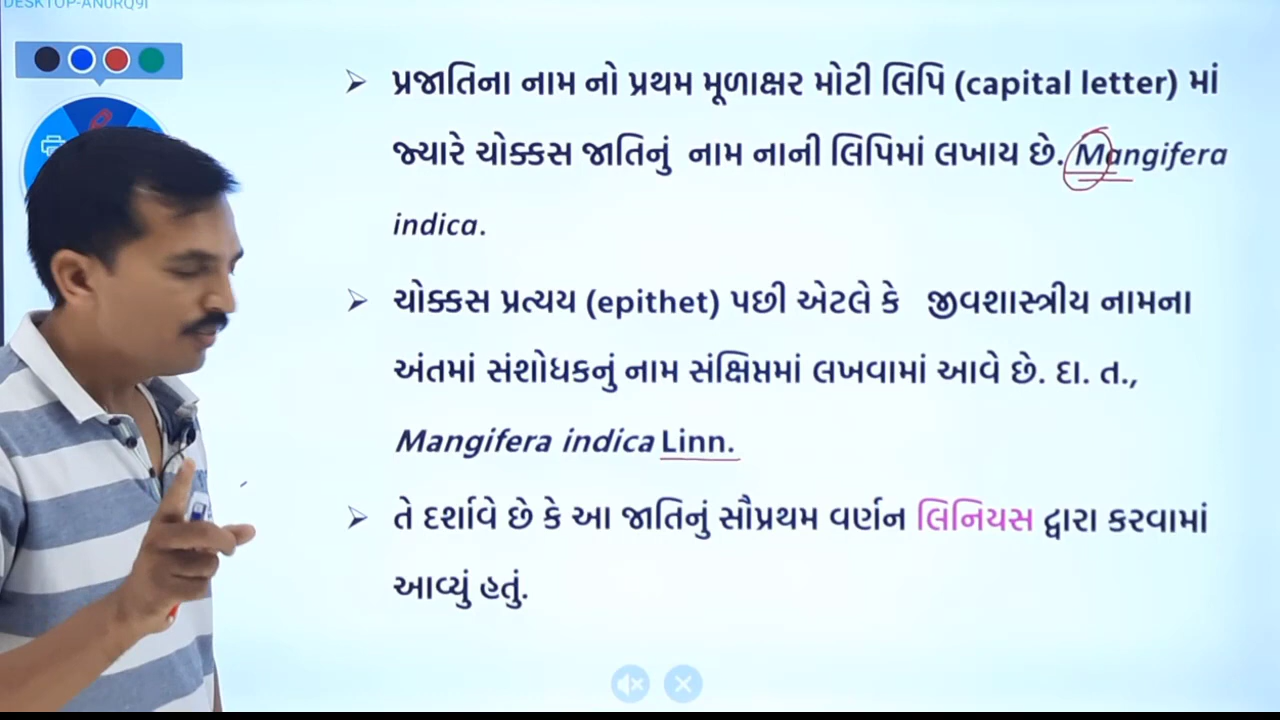 DESKTOP-AN0RQ9I
પ્રજાતિના નામ નો પ્રથમ મૂળાક્ષર મોટી લિપિ (capital letter) માં
જ્યારે ચોક્કસ જાતિનું નામ નાની લિપિમાં લખાય છે. Mangifera
indica.
ચોક્કસ પ્રત્યય (epithet) પછી એટલે કે જીવશાસ્ત્રીય નામના
અંતમાં સંશોધકનું નામ સંક્ષિપ્તમાં લખવામાં આવે છે. દા. ત.,
Mangifera indica Linn.
તે દર્શાવે છે કે આ જાતિનું સૌપ્રથમ વર્ણન લિનિયસ દ્વારા કરવામાં
આવ્યું હતું.